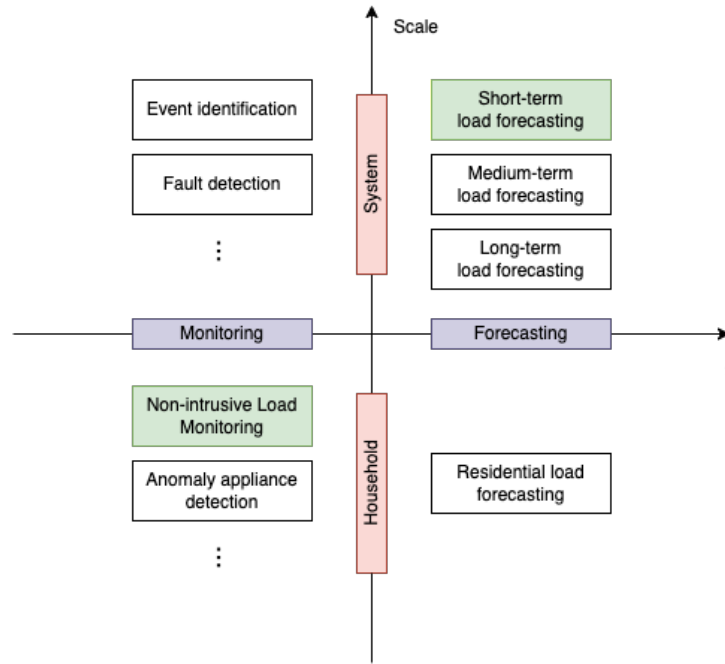 Scale
Event identification
Short-term
load forecasting
Fault detection
System
Medium-term
load forecasting
⋮
Long-term
load forecasting
Monitoring
Forecasting
Non-intrusive Load
Monitoring
Household
Anomaly appliance
detection
Residential load
forecasting
⋮